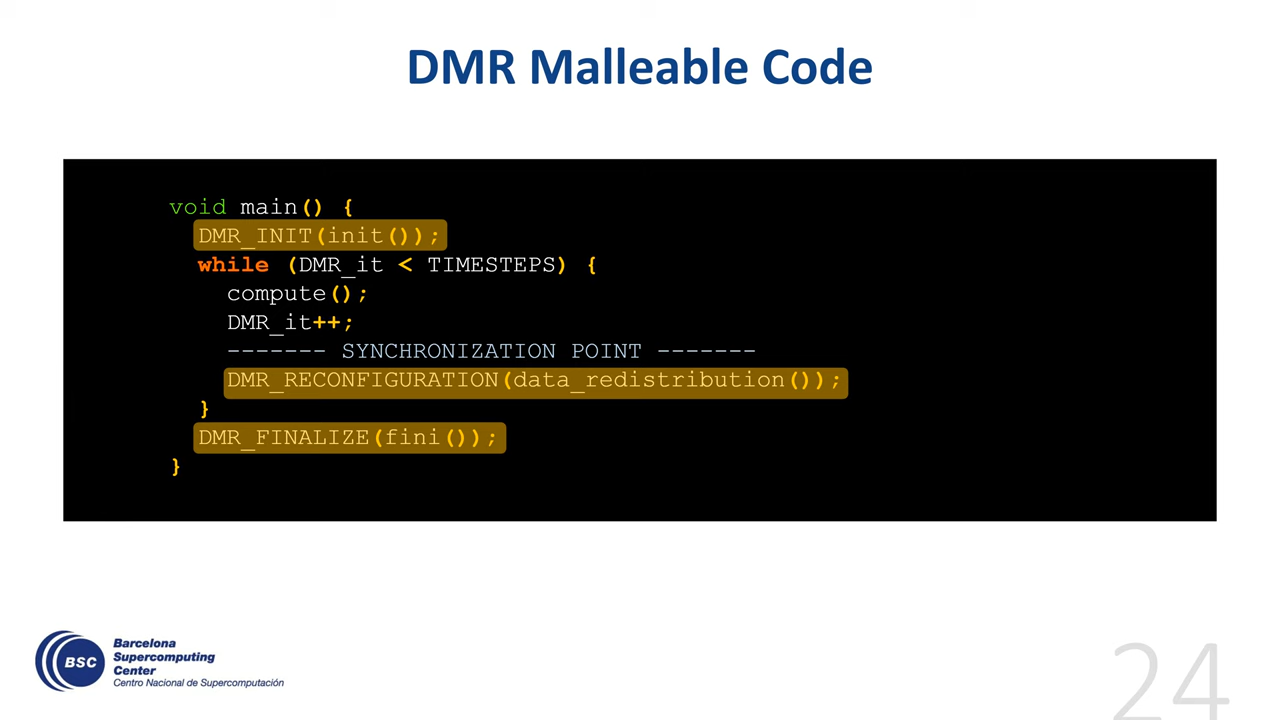 DMR Malleable Code
void main() {
DMR_INIT(init());
while (DMR_it < TIMESTEPS) {
compute();
DMR_it++;
------- SYNCHRONIZATION POINT -------
DMR_RECONFIGURATION(data_redistribution());
}
DMR_FINALIZE(fini());
}
BSC
Barcelona
Supercomputing
Center
Centro Nacional de Supercomputación
24